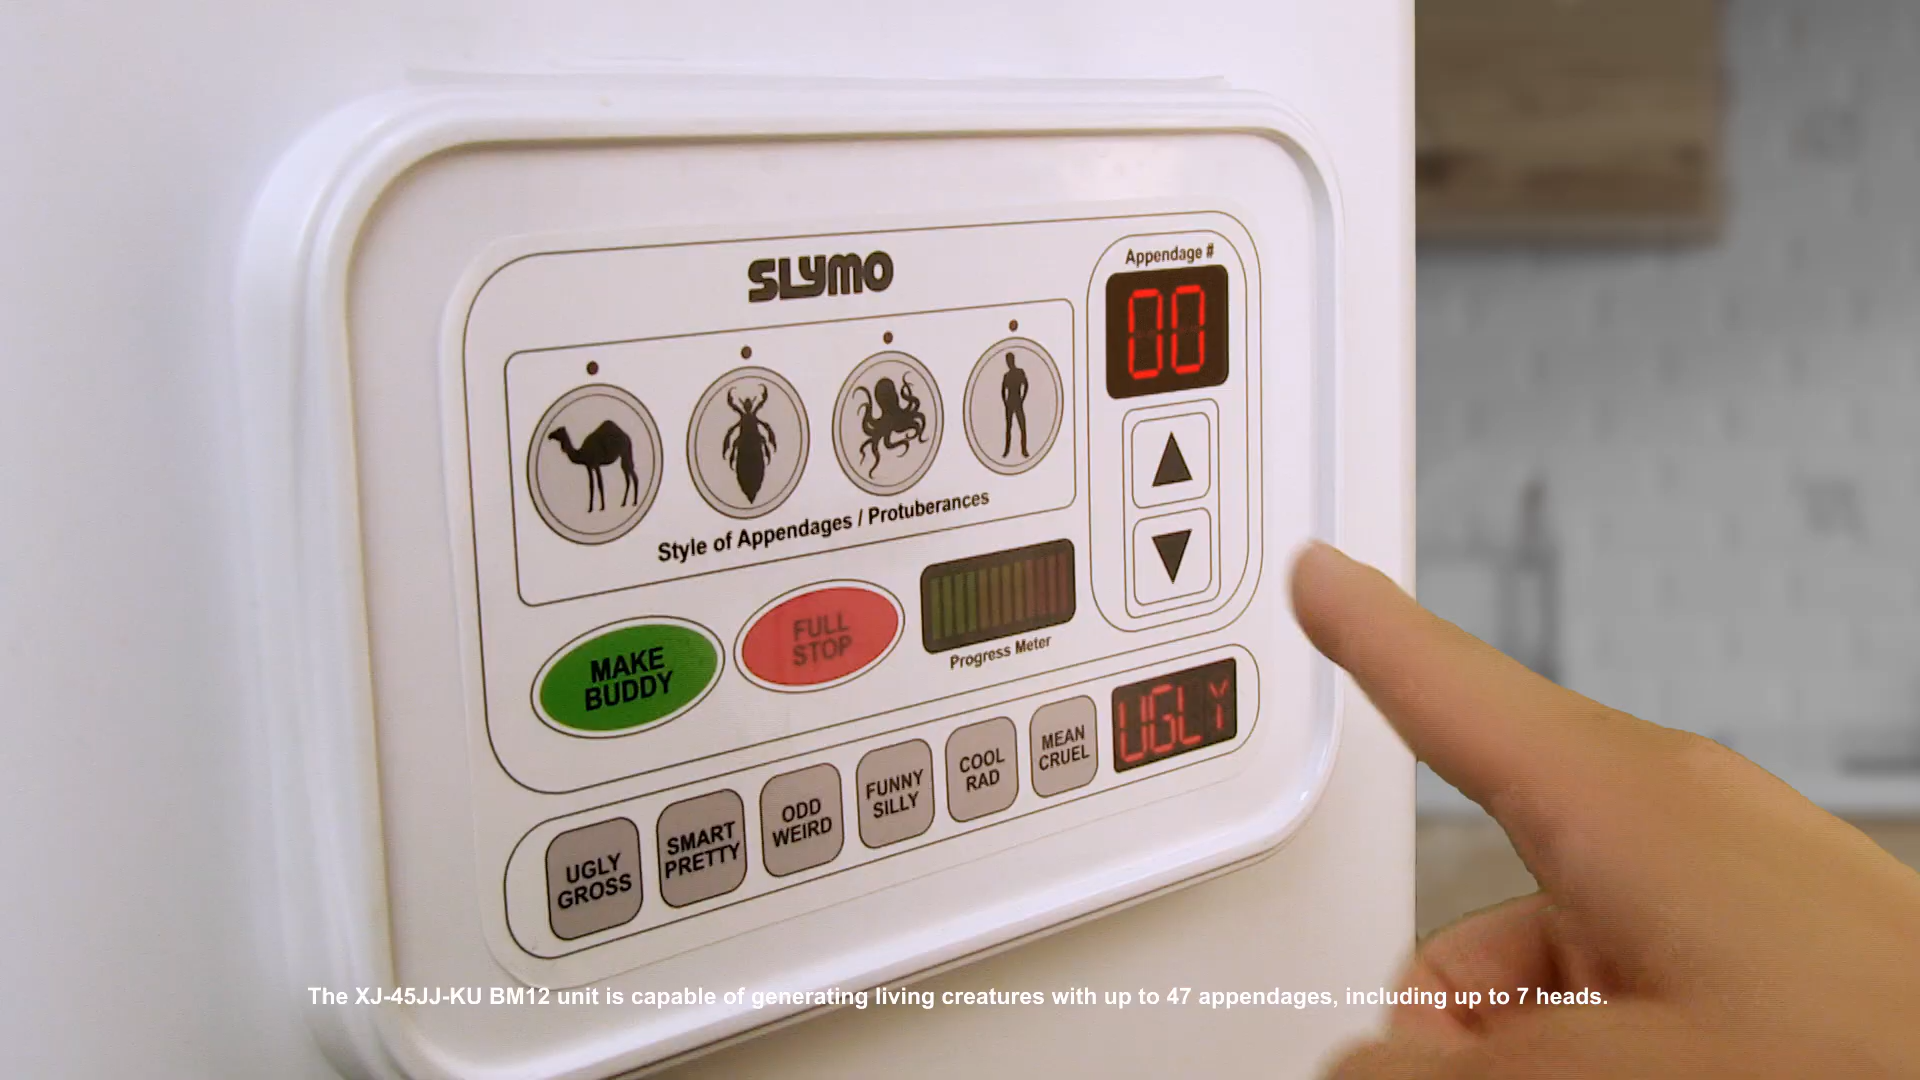 SLYMO
Appendage #
00
Style of Appendages / Protuberances
MAKE
BUDDY
FULL
STOP
Progress Meter
UGLY
GROSS
SMART
PRETTY
ODD
WEIRD
FUNNY
SILLY
COOL
RAD
MEAN
CRUEL
UGLY
The XJ-45JJ-KU BM12 unit is capable of generating living creatures with up to 47 appendages, including up to 7 heads.